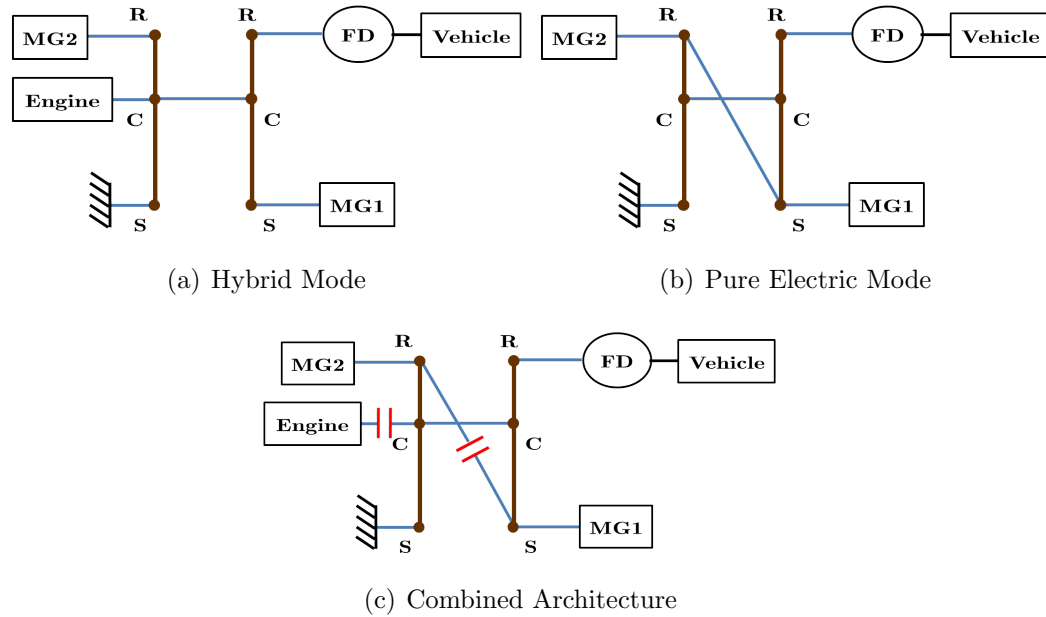 R R
MG2 FD Vehicle
Engine
C C
S S
MG1
(a) Hybrid Mode
R R
MG2 FD Vehicle
C C
S S
MG1
(b) Pure Electric Mode
R R
MG2 FD Vehicle
Engine
C C
S S
MG1
(c) Combined Architecture